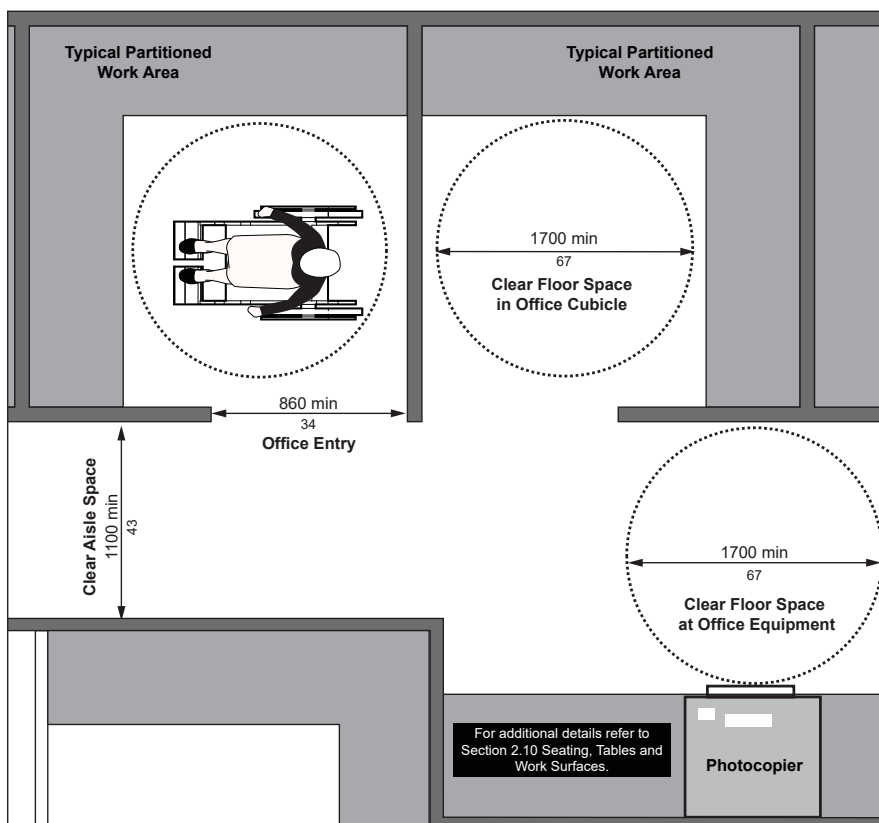 Typical Partitioned
Work Area
Typical Partitioned
Work Area
1700 min
67
Clear Floor Space
in Office Cubicle
860 min
34
Office Entry
Clear Aisle Space
1100 min
43
1700 min
67
Clear Floor Space
at Office Equipment
For additional details refer to
Section 2.10 Seating, Tables and
Work Surfaces.
Photocopier